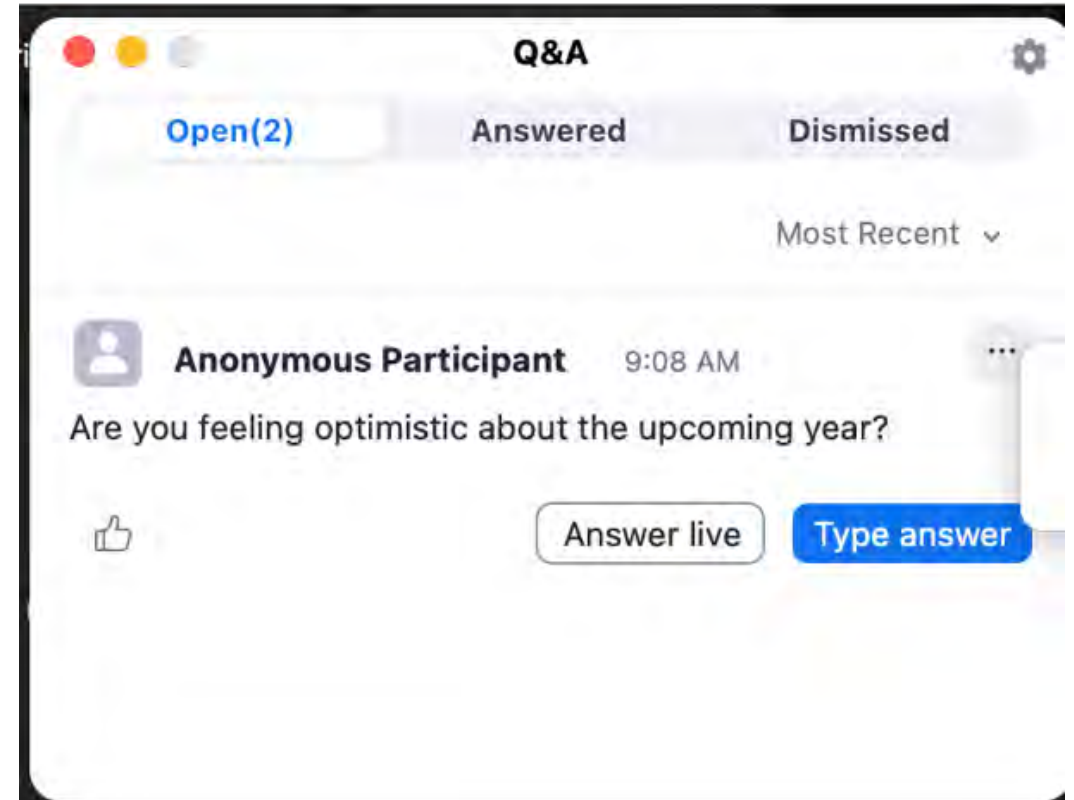 Q&A
Open(2) Answered Dismissed
Most Recent
Anonymous Participant 9:08 AM
...
Are you feeling optimistic about the upcoming year?
Answer live Type answer